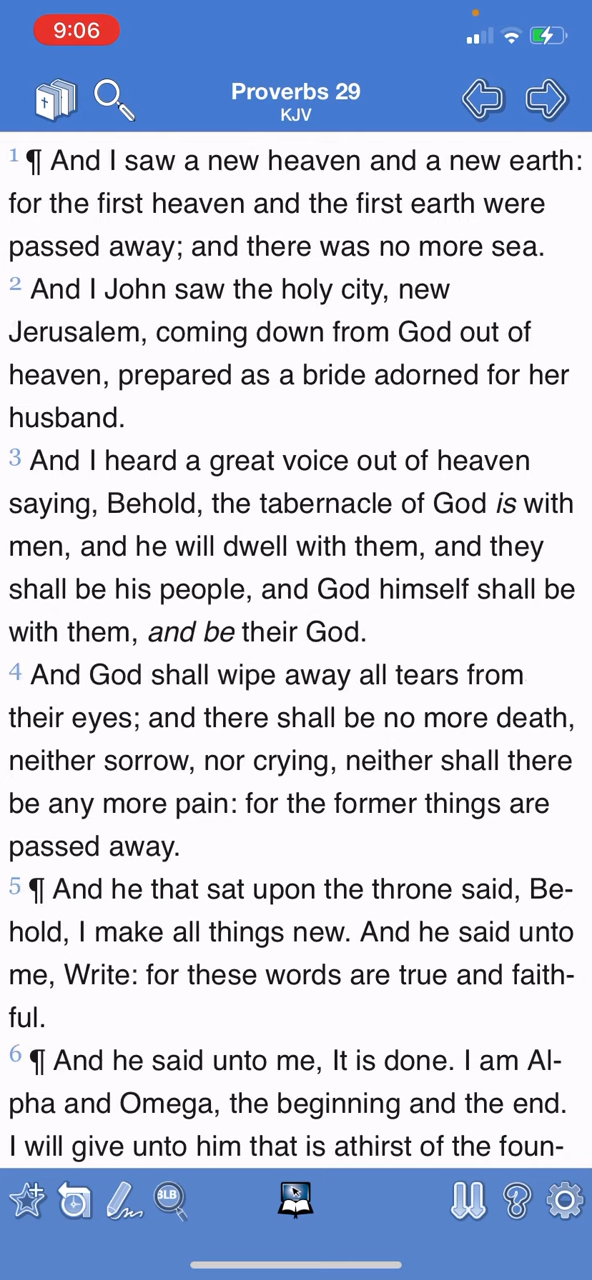 9:06
Proverbs 29
KJV
1 ¶ And I saw a new heaven and a new earth:
for the first heaven and the first earth were
passed away; and there was no more sea.
2 And I John saw the holy city, new
Jerusalem, coming down from God out of
heaven, prepared as a bride adorned for her
husband.
3 And I heard a great voice out of heaven
saying, Behold, the tabernacle of God is with
men, and he will dwell with them, and they
shall be his people, and God himself shall be
with them, and be their God.
4 And God shall wipe away all tears from
their eyes; and there shall be no more death,
neither sorrow, nor crying, neither shall there
be any more pain: for the former things are
passed away.
5 ¶ And he that sat upon the throne said, Be-
hold, I make all things new. And he said unto
me, Write: for these words are true and faith-
ful.
6 ¶ And he said unto me, It is done. I am Al-
pha and Omega, the beginning and the end.
I will give unto him that is athirst of the foun-
BLB